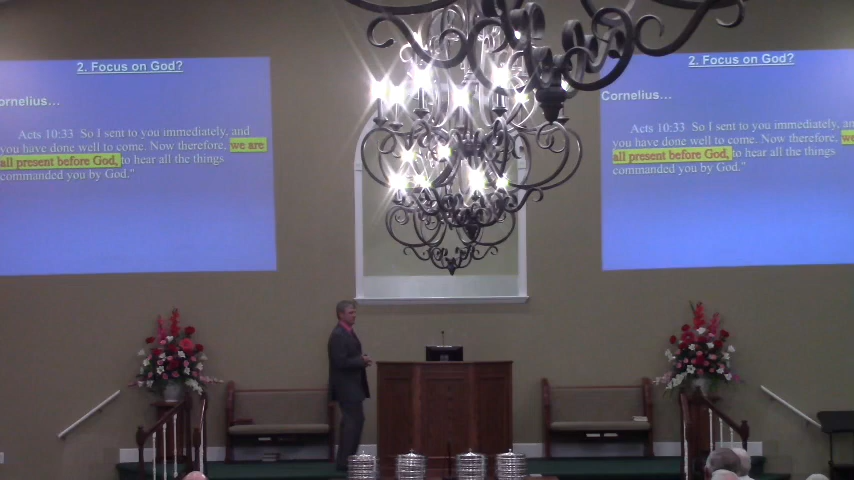 2. Focus on God?
ornelius...
Acts 10:33 So I sent to you immediately, and
you have done well to come. Now therefore, we are
all present before God, to hear all the things
commanded you by God."
2. Focus on God?
Cornelius...
Acts 10:33 So I sent to you immediately, an
you have done well to come. Now therefore, we
all present before God, to hear all the things
commanded you by God."